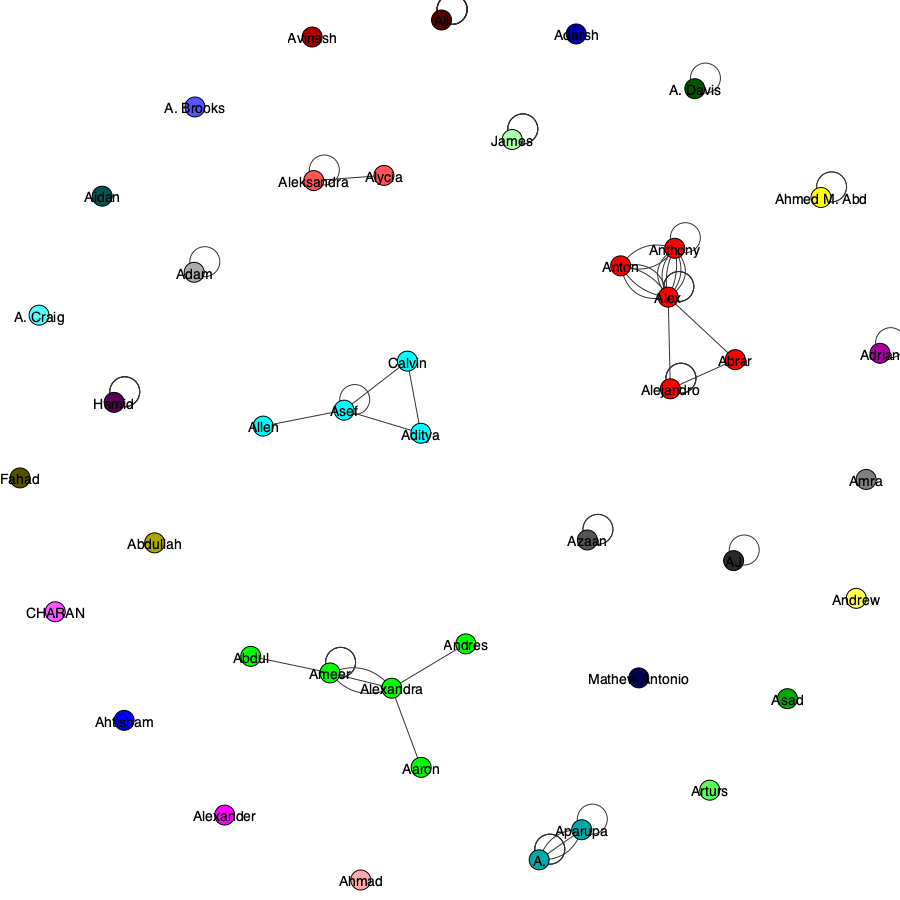 Ali
Avinash
Adarsh
A. Davis
A. Brooks
James
Aleksandra
Alycia
Aidan
Ahmed M. Abd
Anthony
Anton
Adam
Alex
A. Craig
Adrian
Abrar
Calvin
Alejandro
Hamid
Asef
Allen
Aditya
Fahad
Amra
Azaan
Abdullah
AJ
Andrew
CHARAN
Andres
Abdul
Ameer
Alexandra
Mathew Antonio
Asad
Ahtisham
Aaron
Arturs
Alexander
Aparupa
A.
Ahmad